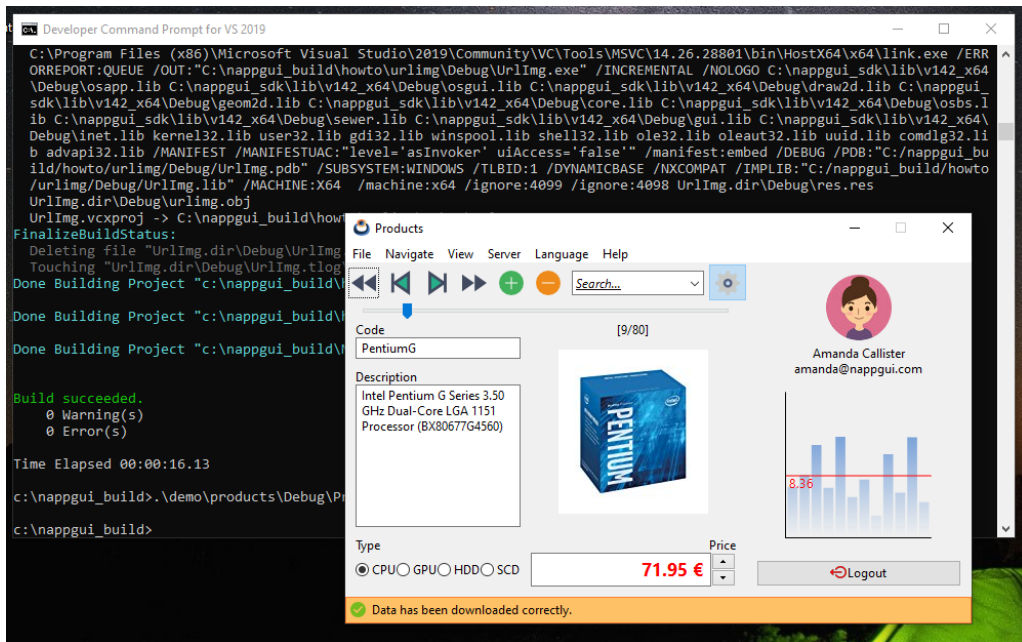 Developer Command Prompt for VS 2019
C:\Program Files (x86)\Microsoft Visual Studio\2019\Community\VC\Tools\MSVC\14.26.28801\bin\HostX64\x64\link.exe /ERR
ORREPORT:QUEUE /OUT:"C:\nappgui_build\howto\urlimg\Debug\UrlImg.exe" /INCREMENTAL /NOLOGO C:\nappgui_sdk\lib\v142_x64
\Debug\osapp.lib C:\nappgui_sdk\lib\v142_x64\Debug\osgui.lib C:\nappgui_sdk\lib\v142_x64\Debug\draw2d.lib C:\nappgui_
sdk\lib\v142_x64\Debug\geom2d.lib C:\nappgui_sdk\lib\v142_x64\Debug\core.lib C:\nappgui_sdk\lib\v142_x64\Debug\osbs.l
ib C:\nappgui_sdk\lib\v142_x64\Debug\sewer.lib C:\nappgui_sdk\lib\v142_x64\Debug\gui.lib C:\nappgui_sdk\lib\v142_x64\
Debug\inet.lib kernel32.lib user32.lib gdi32.lib winspool.lib shell32.lib ole32.lib oleaut32.lib uuid.lib comdlg32.li
b advapi32.lib /MANIFEST /MANIFESTUAC:"level='asInvoker' uiAccess='false'" /manifest:embed /DEBUG /PDB:"C:/nappgui_bu
ild/howto/urlimg/Debug/UrlImg.pdb" /SUBSYSTEM:WINDOWS /TLBID:1 /DYNAMICBASE /NXCOMPAT /IMPLIB:"C:/nappgui_build/howto
/urlimg/Debug/UrlImg.lib" /MACHINE:X64  /machine:x64 /ignore:4099 /ignore:4098 UrlImg.dir\Debug\res.res
UrlImg.dir\Debug\urlimg.obj
UrlImg.vcxproj -> C:\nappgui_build\howt
FinalizeBuildStatus:
Deleting file "UrlImg.dir\Debug\UrlImg
Touching "UrlImg.dir\Debug\UrlImg.tlog
Done Building Project "c:\nappgui_build\
Done Building Project "c:\nappgui_build\
Done Building Project "c:\nappgui_build\
Build succeeded.
0 Warning(s)
0 Error(s)
Time Elapsed 00:00:16.13
c:\nappgui_build>.\demo\products\Debug\Pr
c:\nappgui_build>
Products
File Navigate View Server Language Help
Search...
Code
[9/80]
PentiumG
Description
Intel Pentium G Series 3.50
GHz Dual-Core LGA 1151
Processor (BX80677G4560)
PENTIUM
Amanda Callister
amanda@nappgui.com
8.36
Type
Price
CPU GPU HDD SCD
71.95 €
Logout
Data has been downloaded correctly.